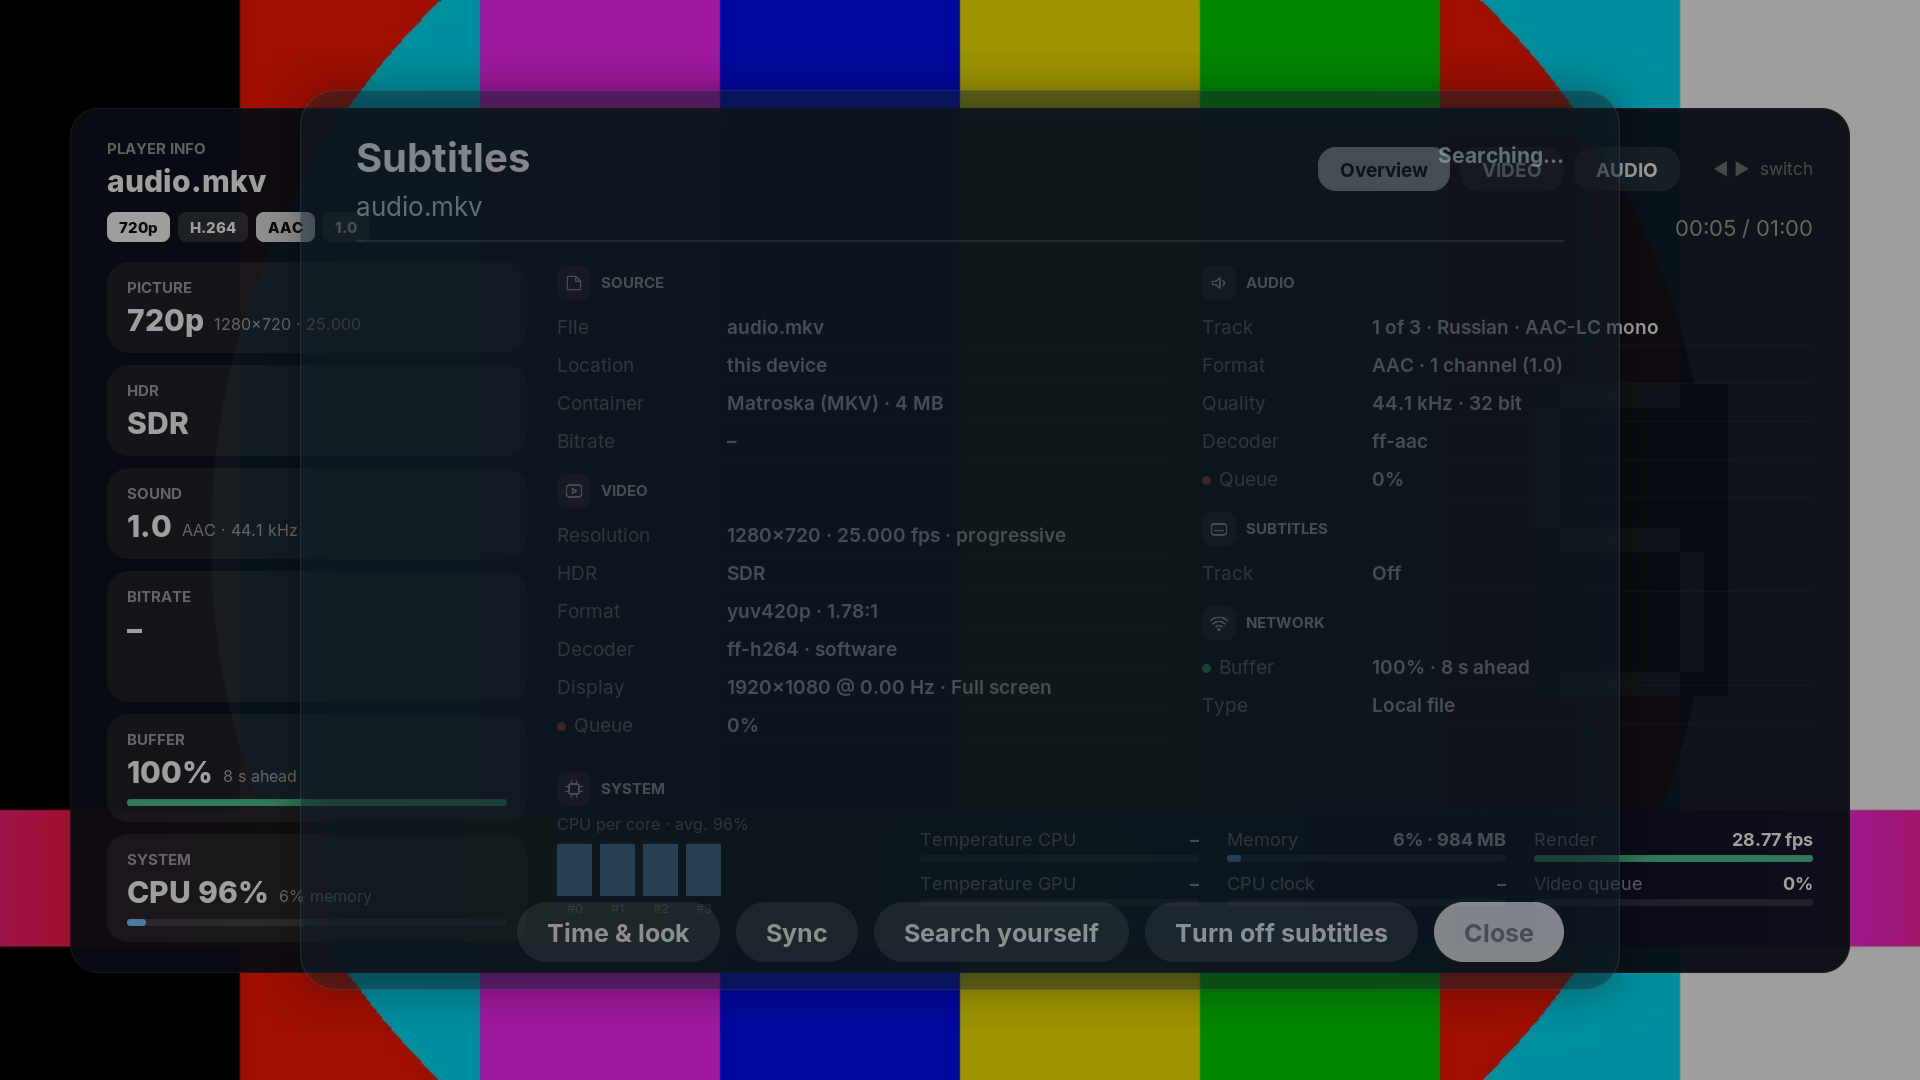 PLAYER INFO
audio.mkv
720p H.264 AAC 1.0
Subtitles
audio.mkv
Searching...
Overview VIDEO AUDIO ◀ ▶ switch
00:05 / 01:00
PICTURE
720p 1280×720 · 25.000
HDR
SDR
SOUND
1.0 AAC · 44.1 kHz
BITRATE
–
BUFFER
100% 8 s ahead
SYSTEM
CPU 96% 6% memory
SOURCE
File audio.mkv
Location this device
Container Matroska (MKV) · 4 MB
Bitrate –
VIDEO
Resolution 1280×720 · 25.000 fps · progressive
HDR SDR
Format yuv420p · 1.78:1
Decoder ff-h264 · software
Display 1920×1080 @ 0.00 Hz · Full screen
Queue 0%
AUDIO
Track 1 of 3 · Russian · AAC-LC mono
Format AAC · 1 channel (1.0)
Quality 44.1 kHz · 32 bit
Decoder ff-aac
Queue 0%
SUBTITLES
Track Off
NETWORK
Buffer 100% · 8 s ahead
Type Local file
SYSTEM
CPU per core · avg. 96%
#0 #1 #2 #3
Temperature CPU – Memory 6% · 984 MB Render 28.77 fps
Temperature GPU – CPU clock – Video queue 0%
Time & look Sync Search yourself Turn off subtitles Close